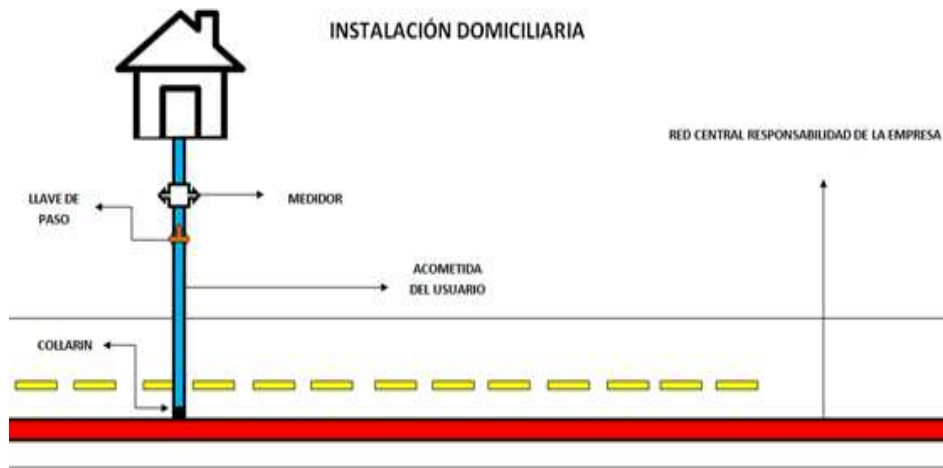 INSTALACIÓN DOMICILIARIA
RED CENTRAL RESPONSABILIDAD DE LA EMPRESA
LLAVE DE
PASO
MEDIDOR
ACOMETIDA
DEL USUARIO
COLLARIN